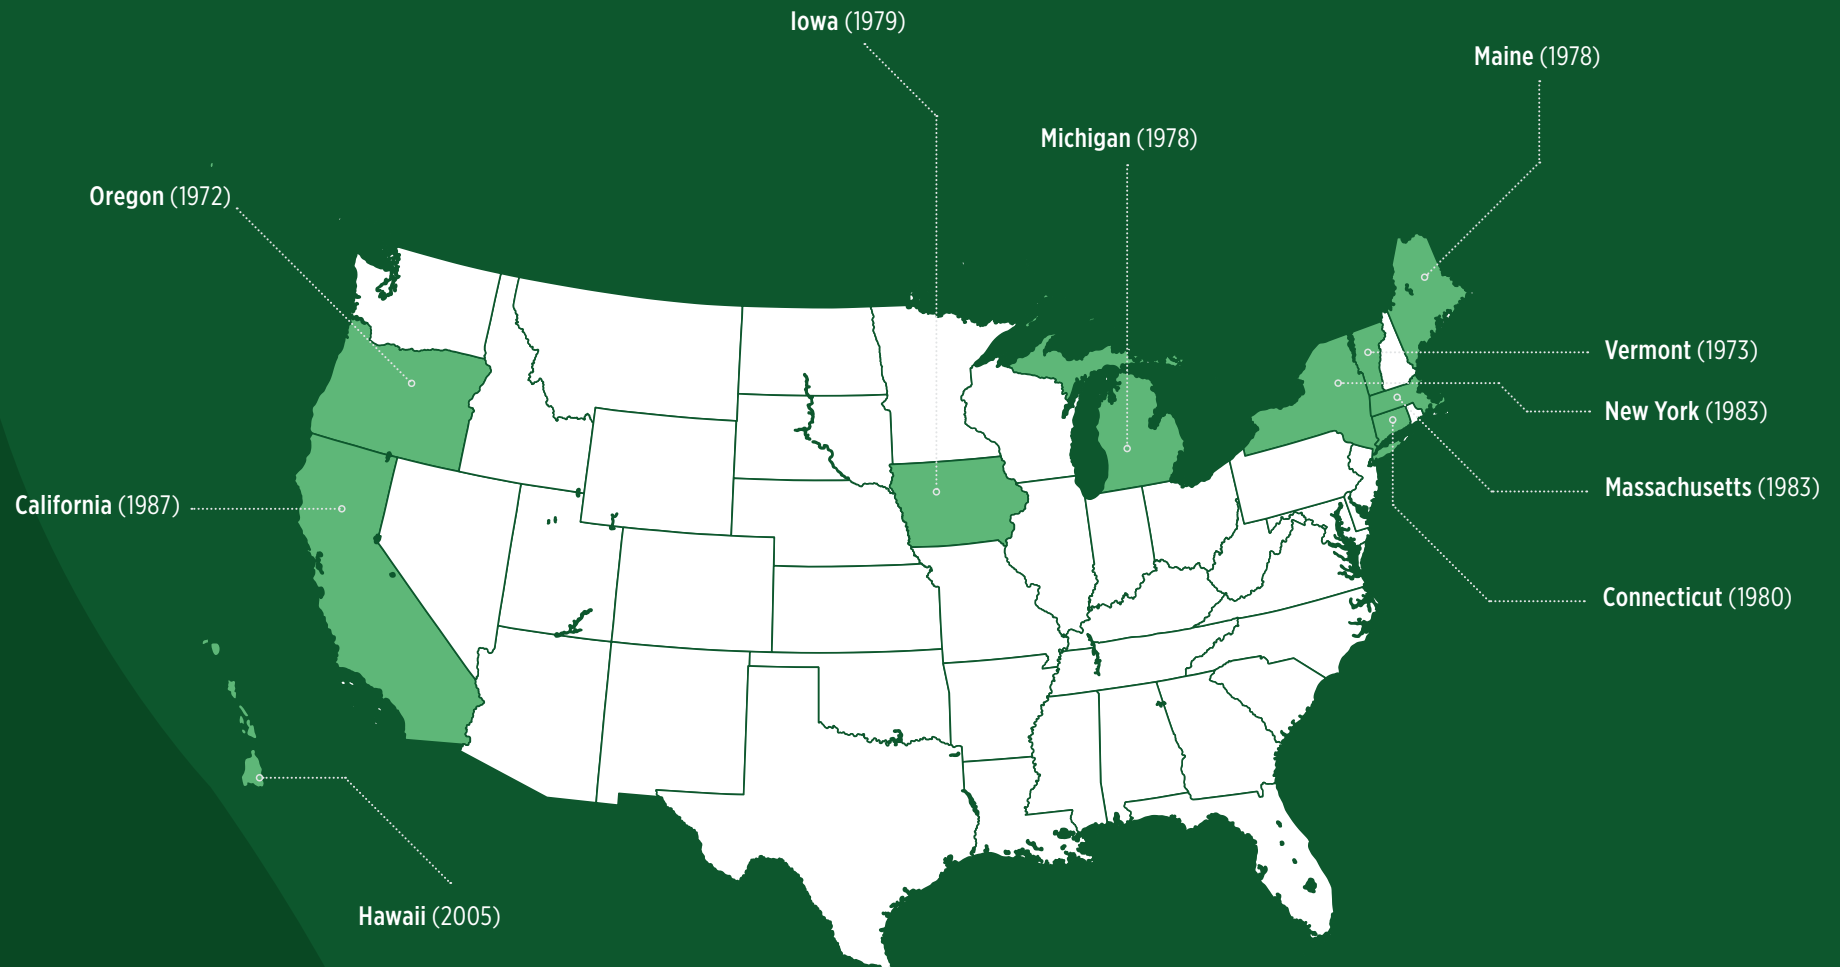 Iowa (1979)
Maine (1978)
Michigan (1978)
Oregon (1972)
Vermont (1973)
New York (1983)
Massachusetts (1983)
California (1987)
Connecticut (1980)
Hawaii (2005)